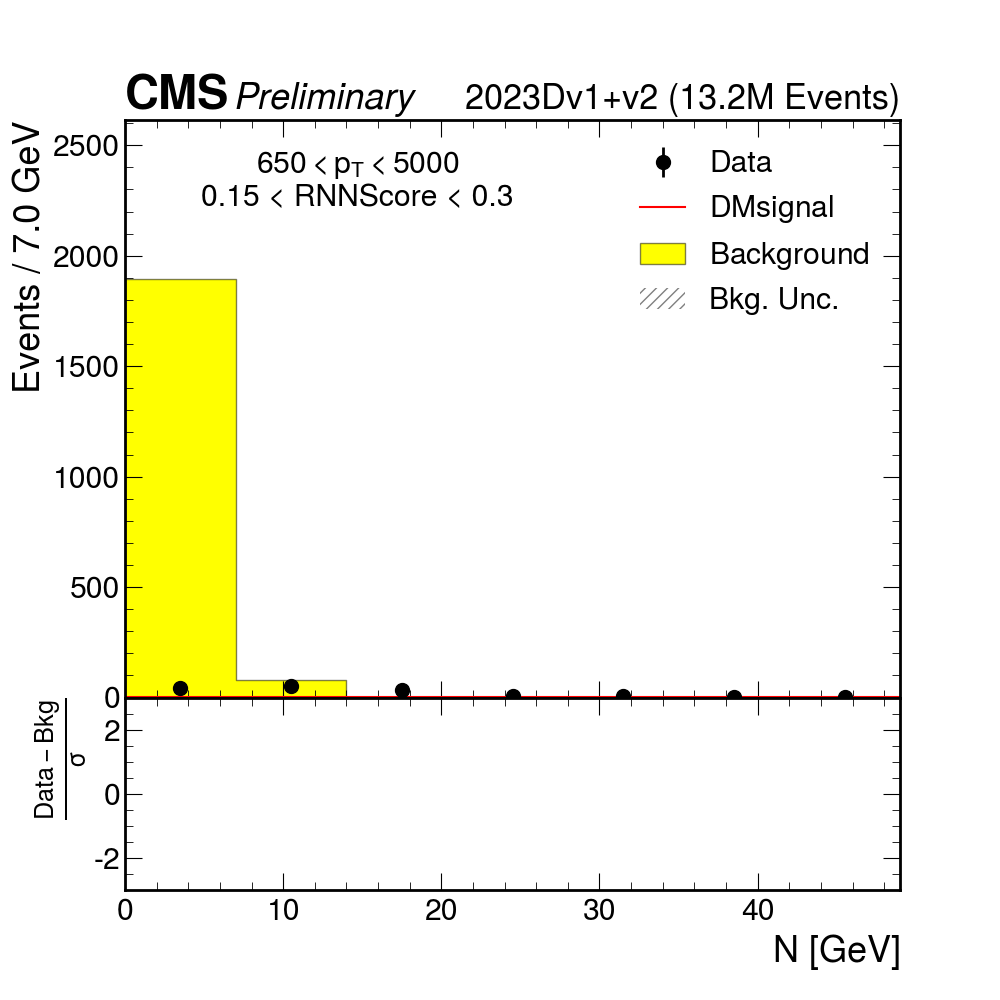 CMS Preliminary 2023Dv1+v2 (13.2M Events)
Events / 7.0 GeV
2500
2000
1500
1000
500
0
650 < pT < 5000
0.15 < RNNScore < 0.3
Data
DMsignal
Background
Bkg. Unc.
Data – Bkg
σ
2
0
-2
0 10 20 30 40
N [GeV]